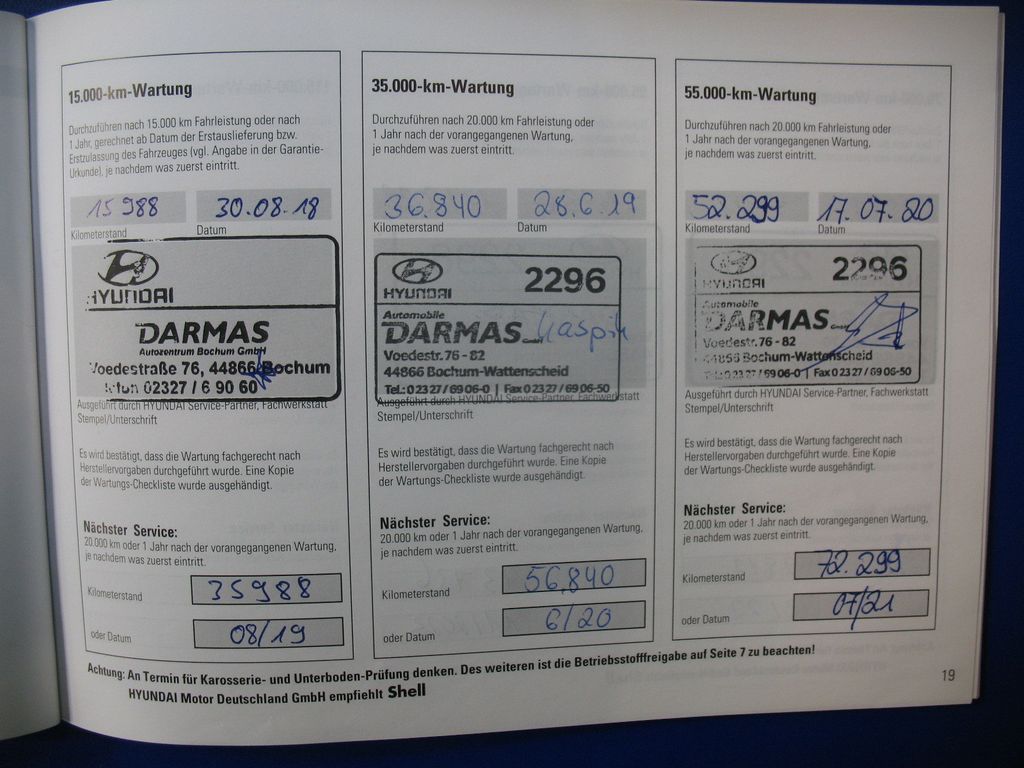 15.000-km-Wartung
Durchzuführen nach 15.000 km Fahrleistung oder nach
1 Jahr, gerechnet ab Datum der Erstauslieferung bzw.
Erstzulassung des Fahrzeuges (vgl. Angabe in der Garantie-
Urkunde), je nachdem was zuerst eintritt.
15988 30.08.18
Kilometerstand Datum
HYUNDAI
DARMAS
Autozentrum Bochum GmbH
Voedestraße 76, 44866 Bochum
02327 / 6 90 60
Ausgeführt durch HYUNDAI Service-Partner, Fachwerkstatt
Stempel/Unterschrift
Es wird bestätigt, dass die Wartung fachgerecht nach
Herstellervorgaben durchgeführt wurde. Eine Kopie
der Wartungs-Checkliste wurde ausgehändigt.
Nächster Service:
20.000 km oder 1 Jahr nach der vorangegangenen Wartung,
je nachdem was zuerst eintritt.
Kilometerstand 35988
oder Datum 08/19
35.000-km-Wartung
Durchzuführen nach 20.000 km Fahrleistung oder
1 Jahr nach der vorangegangenen Wartung,
je nachdem was zuerst eintritt.
36.840 28.6.19
Kilometerstand Datum
HYUNDAI 2296
Automobile
DARMAS
Voedestr. 76 - 82
44866 Bochum-Wattenscheid
Tel.: 0 23 27 / 69 06-0 | Fax 0 23 27 / 69 06-50
Ausgeführt durch HYUNDAI Service-Partner, Fachwerkstatt
Stempel/Unterschrift
Es wird bestätigt, dass die Wartung fachgerecht nach
Herstellervorgaben durchgeführt wurde. Eine Kopie
der Wartungs-Checkliste wurde ausgehändigt.
Nächster Service:
20.000 km oder 1 Jahr nach der vorangegangenen Wartung,
je nachdem was zuerst eintritt.
Kilometerstand 56.840
oder Datum 6/20
55.000-km-Wartung
Durchzuführen nach 20.000 km Fahrleistung oder
1 Jahr nach der vorangegangenen Wartung,
je nachdem was zuerst eintritt.
52.299 17.07.20
Kilometerstand Datum
HYUNDAI 2296
Automobile
DARMAS GmbH
Voedestr. 76 - 82
44866 Bochum-Wattenscheid
Tel.: 0 23 27 / 69 06-0 | Fax 0 23 27 / 69 06-50
Ausgeführt durch HYUNDAI Service-Partner, Fachwerkstatt
Stempel/Unterschrift
Es wird bestätigt, dass die Wartung fachgerecht nach
Herstellervorgaben durchgeführt wurde. Eine Kopie
der Wartungs-Checkliste wurde ausgehändigt.
Nächster Service:
20.000 km oder 1 Jahr nach der vorangegangenen Wartung,
je nachdem was zuerst eintritt.
Kilometerstand 72.299
oder Datum 07/21
Achtung: An Termin für Karosserie- und Unterboden-Prüfung denken. Des weiteren ist die Betriebsstofffreigabe auf Seite 7 zu beachten!
HYUNDAI Motor Deutschland GmbH empfiehlt Shell
19